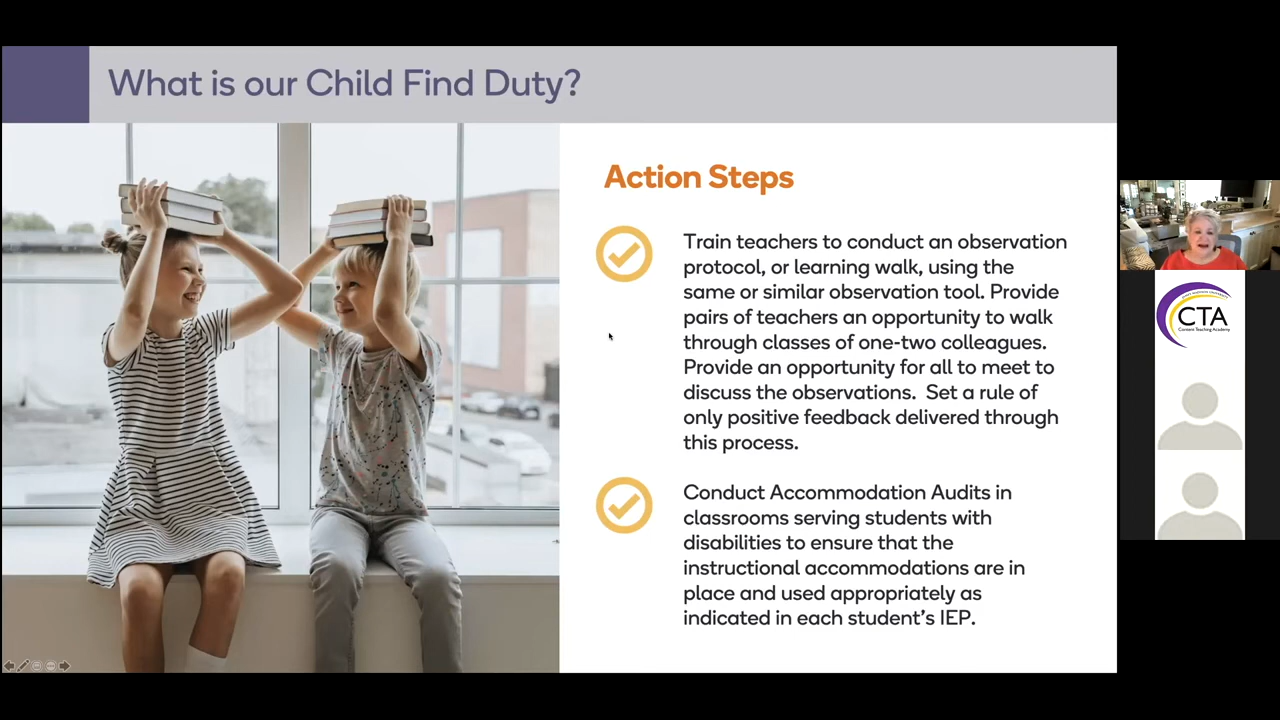 What is our Child Find Duty?
Action Steps
Train teachers to conduct an observation
protocol, or learning walk, using the
same or similar observation tool. Provide
pairs of teachers an opportunity to walk
through classes of one-two colleagues.
Provide an opportunity for all to meet to
discuss the observations.  Set a rule of
only positive feedback delivered through
this process.
Conduct Accommodation Audits in
classrooms serving students with
disabilities to ensure that the
instructional accommodations are in
place and used appropriately as
indicated in each student’s IEP.
CTA
Content Teaching Academy